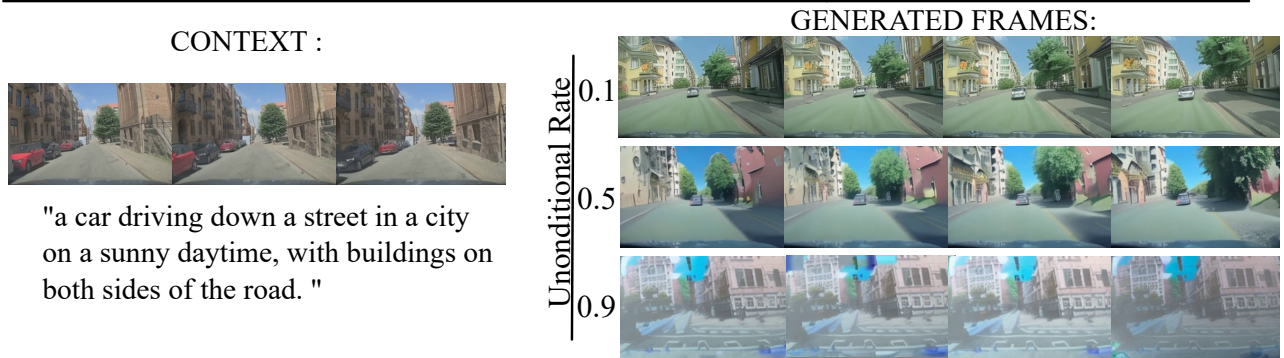 CONTEXT :
"a car driving down a street in a city
on a sunny daytime, with buildings on
both sides of the road. "
GENERATED FRAMES:
Unonditional Rate
0.1
0.5
0.9